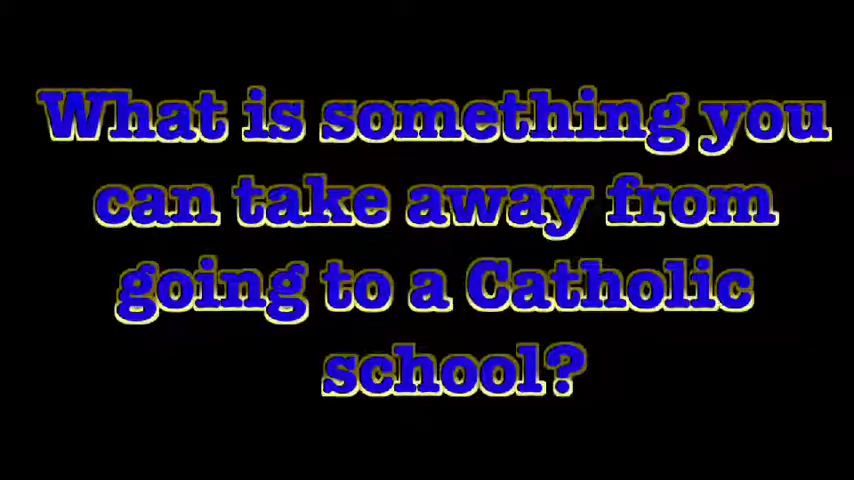 What is something you
can take away from
going to a Catholic
school?